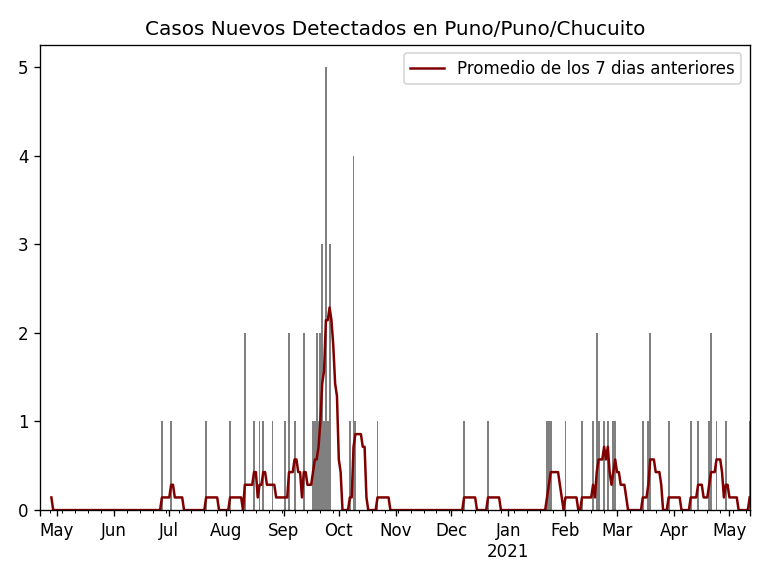 Casos Nuevos Detectados en Puno/Puno/Chucuito
Promedio de los 7 dias anteriores
5
4
3
2
1
0
May Jun Jul Aug Sep Oct Nov Dec Jan Feb Mar Apr May
2021